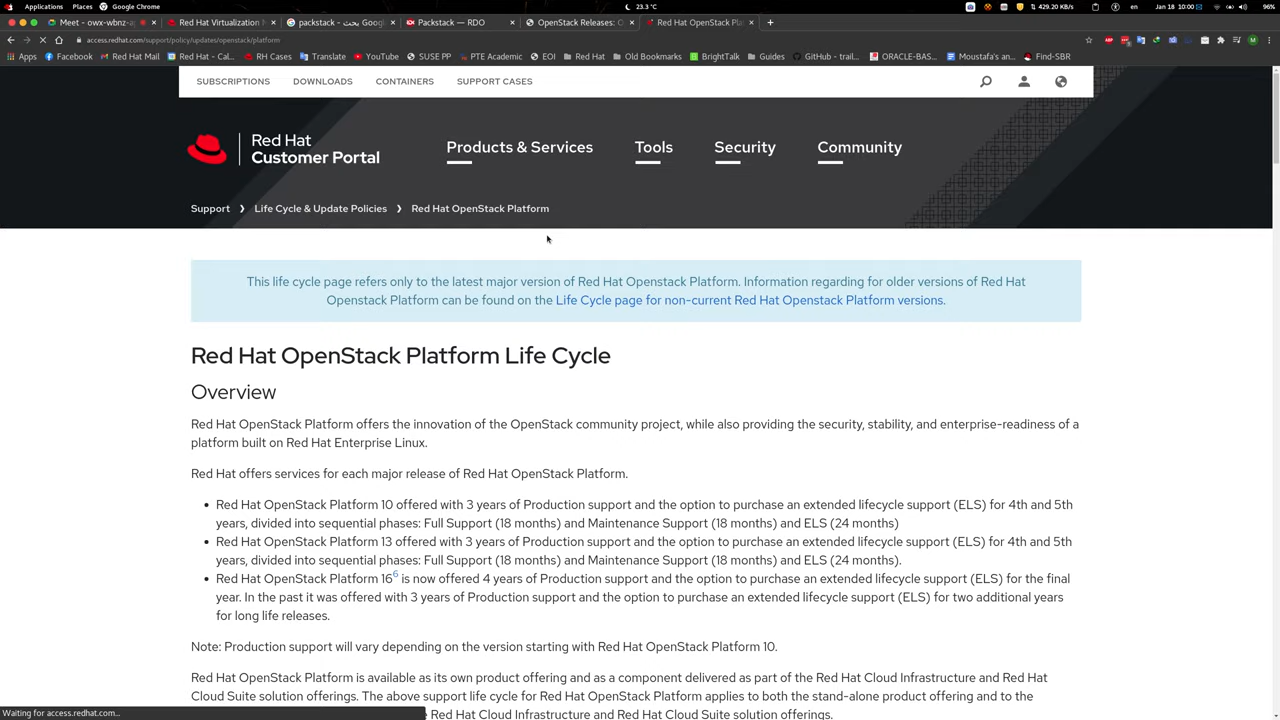 Applications Places Google Chrome
23.3 °C
429.20 KB/s en Jan 18 10:00 96%
Meet - owx-wbnz-a
Red Hat Virtualization M
packstack - بحث Goog
Packstack — RDO
OpenStack Releases: O
Red Hat OpenStack Pla
access.redhat.com/support/policy/updates/openstack/platform
Apps Facebook Red Hat Mail Red Hat - Cal... RH Cases Translate YouTube SUSE PP PTE Academic EOI Red Hat Old Bookmarks BrightTalk Guides GitHub - trail... ORACLE-BAS... Moustafa's an... Find-SBR
SUBSCRIPTIONS DOWNLOADS CONTAINERS SUPPORT CASES
Red Hat
Customer Portal
Products & Services Tools Security Community
Support ❯ Life Cycle & Update Policies ❯ Red Hat OpenStack Platform
This life cycle page refers only to the latest major version of Red Hat Openstack Platform. Information regarding for older versions of Red Hat
Openstack Platform can be found on the Life Cycle page for non-current Red Hat Openstack Platform versions.
Red Hat OpenStack Platform Life Cycle
Overview
Red Hat OpenStack Platform offers the innovation of the OpenStack community project, while also providing the security, stability, and enterprise-readiness of a
platform built on Red Hat Enterprise Linux.
Red Hat offers services for each major release of Red Hat OpenStack Platform.
• Red Hat OpenStack Platform 10 offered with 3 years of Production support and the option to purchase an extended lifecycle support (ELS) for 4th and 5th
years, divided into sequential phases: Full Support (18 months) and Maintenance Support (18 months) and ELS (24 months)
• Red Hat OpenStack Platform 13 offered with 3 years of Production support and the option to purchase an extended lifecycle support (ELS) for 4th and 5th
years, divided into sequential phases: Full Support (18 months) and Maintenance Support (18 months) and ELS (24 months).
• Red Hat OpenStack Platform 16⁶ is now offered 4 years of Production support and the option to purchase an extended lifecycle support (ELS) for the final
year. In the past it was offered with 3 years of Production support and the option to purchase an extended lifecycle support (ELS) for two additional years
for long life releases.
Note: Production support will vary depending on the version starting with Red Hat OpenStack Platform 10.
Red Hat OpenStack Platform is available as its own product offering and as a component delivered as part of the Red Hat Cloud Infrastructure and Red Hat
Cloud Suite solution offerings. The above support life cycle for Red Hat OpenStack Platform applies to both the stand-alone product offering and to the
Red Hat Cloud Infrastructure and Red Hat Cloud Suite solution offerings.
Waiting for access.redhat.com...